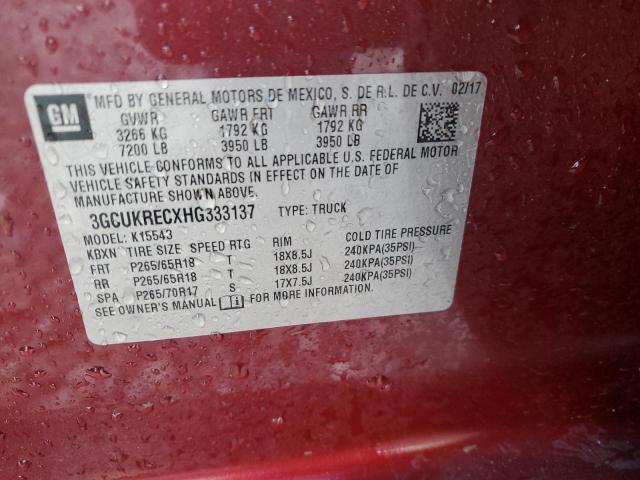 GM
MFD BY GENERAL MOTORS DE MEXICO, S. DE R.L. DE C.V. 02/17
GVWR GAWR FRT GAWR RR
3266 KG 1792 KG 1792 KG
7200 LB 3950 LB 3950 LB
THIS VEHICLE CONFORMS TO ALL APPLICABLE U.S. FEDERAL MOTOR
VEHICLE SAFETY STANDARDS IN EFFECT ON THE DATE OF
MANUFACTURE SHOWN ABOVE.
3GCUKRECXHG333137 TYPE: TRUCK
MODEL: K15543
KBXN TIRE SIZE SPEED RTG RIM COLD TIRE PRESSURE
FRT P265/65R18 T 18X8.5J 240KPA(35PSI)
RR P265/65R18 T 18X8.5J 240KPA(35PSI)
SPA P265/70R17 S 17X7.5J 240KPA(35PSI)
SEE OWNER'S MANUAL FOR MORE INFORMATION.